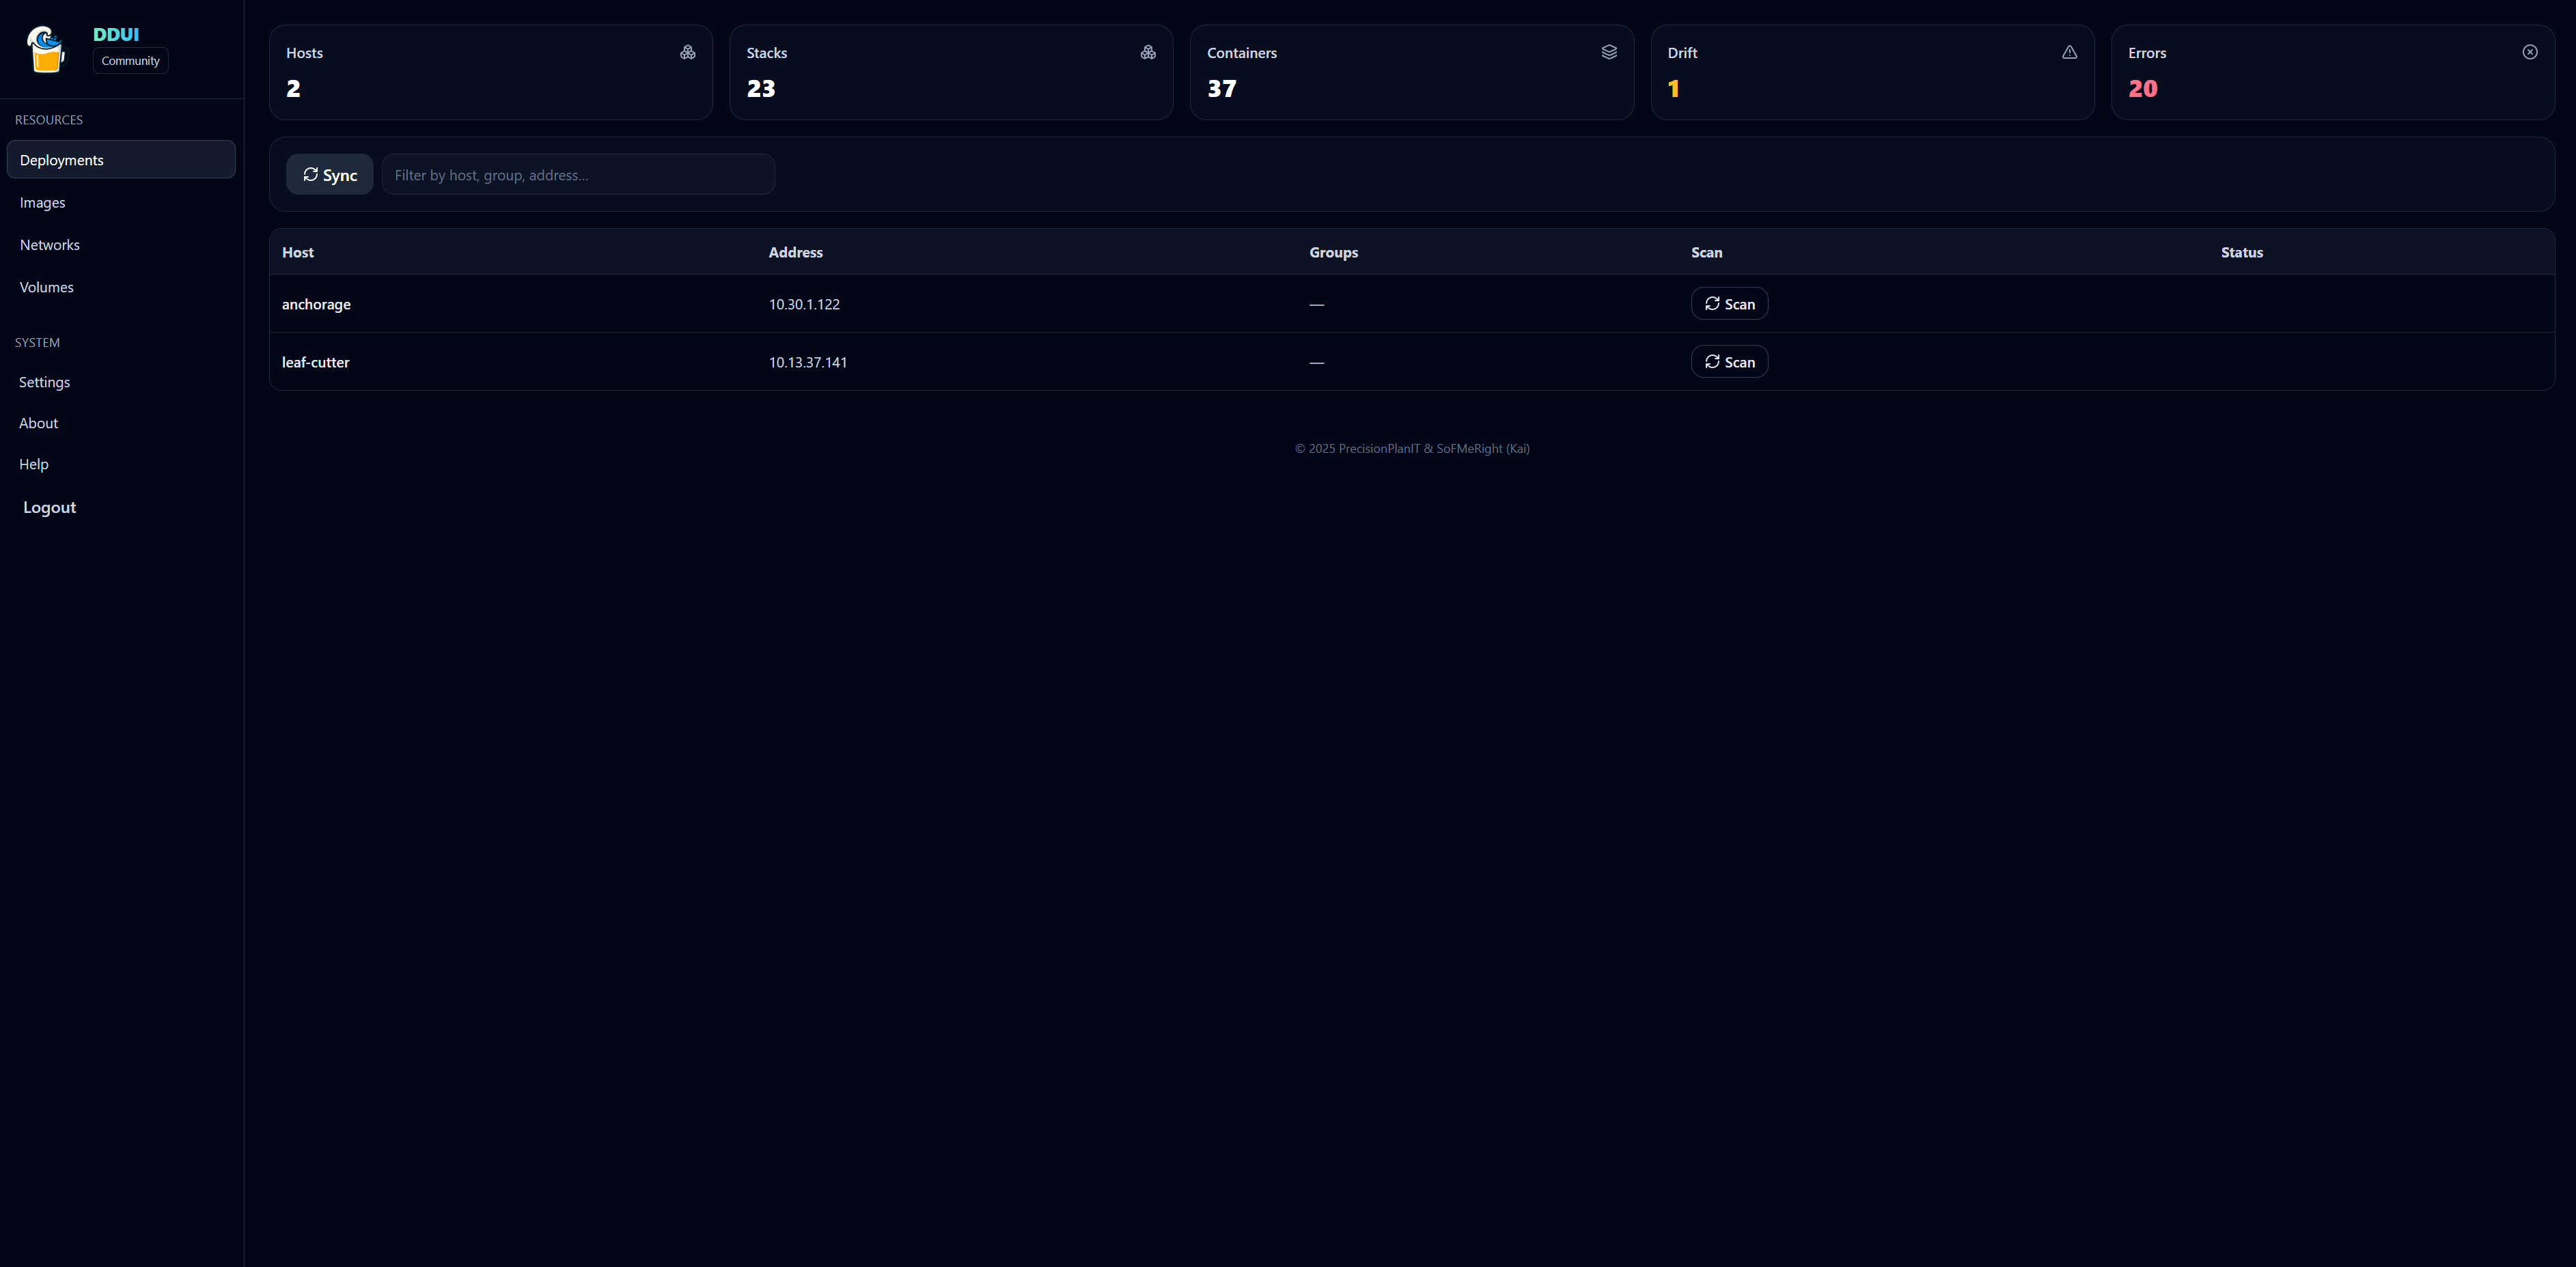 DDUI
Community
RESOURCES
Deployments
Images
Networks
Volumes
SYSTEM
Settings
About
Help
Logout
Hosts
2
Stacks
23
Containers
37
Drift
1
Errors
20
Sync
Filter by host, group, address...
Host Address Groups Scan Status
anchorage 10.30.1.122 — Scan
leaf-cutter 10.13.37.141 — Scan
© 2025 PrecisionPlanIT & SoFMeRight (Kai)